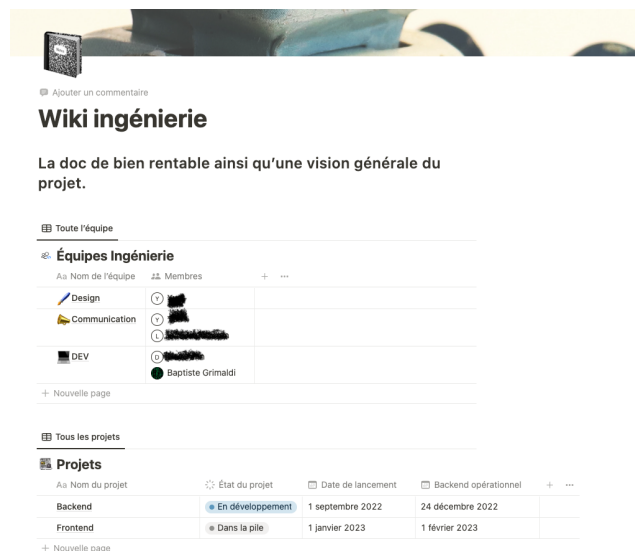 Ajouter un commentaire
Wiki ingénierie
La doc de bien rentable ainsi qu'une vision générale du
projet.
Toute l'équipe
Équipes Ingénierie
Aa Nom de l'équipe Membres + ...
Design Y
Communication Y
L
DEV D
Baptiste Grimaldi
+ Nouvelle page
Tous les projets
Projets
Aa Nom du projet État du projet Date de lancement Backend opérationnel + ...
Backend En développement 1 septembre 2022 24 décembre 2022
Frontend Dans la pile 1 janvier 2023 1 février 2023
+ Nouvelle page